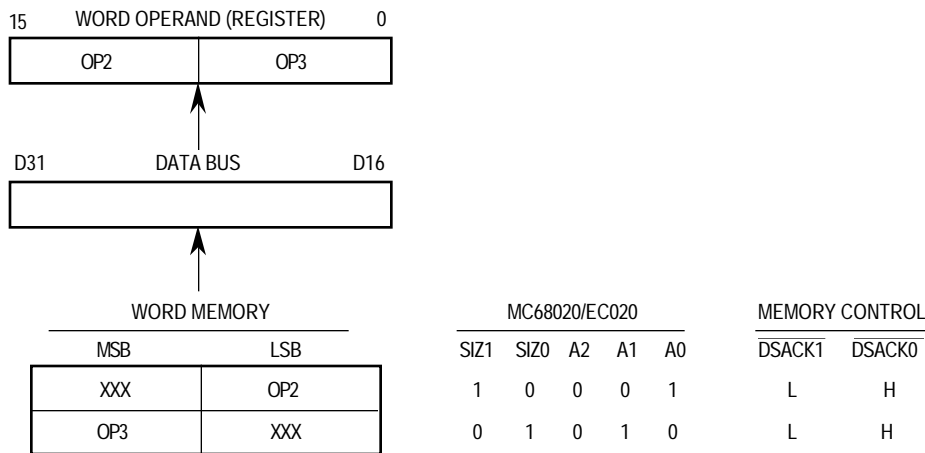 15 WORD OPERAND (REGISTER) 0
OP2 OP3
D31 DATA BUS D16
WORD MEMORY MC68020/EC020 MEMORY CONTROL
MSB LSB SIZ1 SIZ0 A2 A1 A0 DSACK1 DSACK0
XXX OP2 1 0 0 0 1 L H
OP3 XXX 0 1 0 1 0 L H